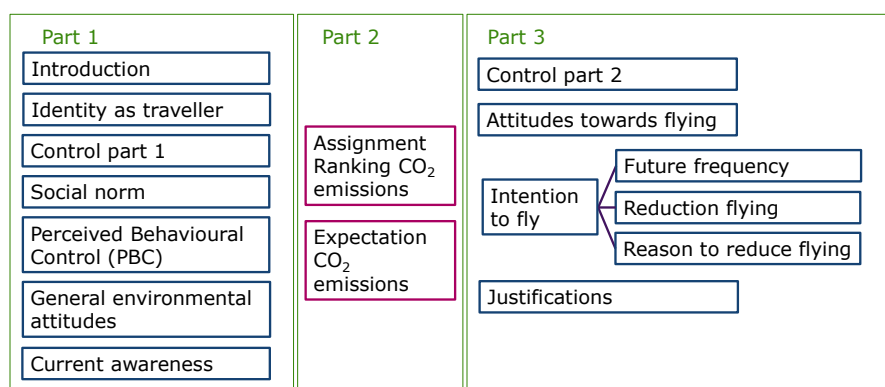 Part 1
Introduction
Identity as traveller
Control part 1
Social norm
Perceived Behavioural
Control (PBC)
General environmental
attitudes
Current awareness
Part 2
Assignment
Ranking CO₂
emissions
Expectation
CO₂
emissions
Part 3
Control part 2
Attitudes towards flying
Intention
to fly
Future frequency
Reduction flying
Reason to reduce flying
Justifications